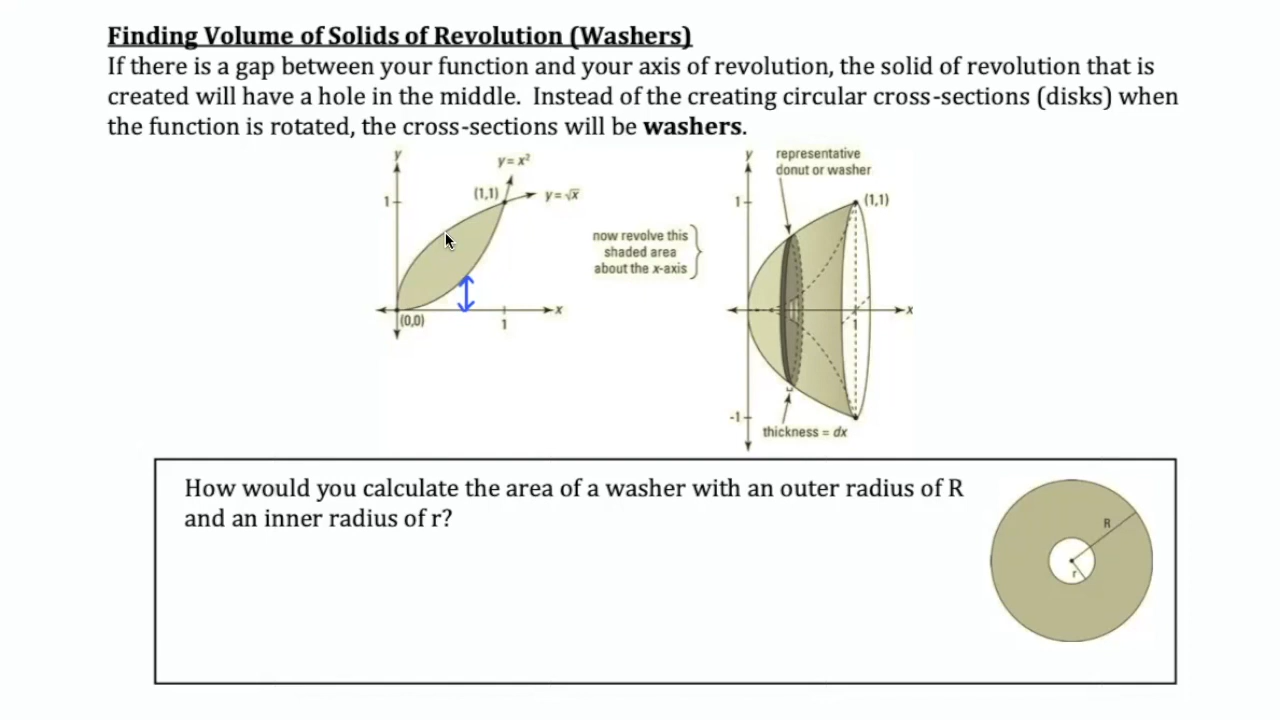 Finding Volume of Solids of Revolution (Washers)
If there is a gap between your function and your axis of revolution, the solid of revolution that is
created will have a hole in the middle.  Instead of the creating circular cross-sections (disks) when
the function is rotated, the cross-sections will be washers.
y
y = x²
(1,1)
y = √x
1
(0,0)
1
x
now revolve this
shaded area
about the x-axis
y
representative
donut or washer
1
(1,1)
x
1
-1
thickness = dx
How would you calculate the area of a washer with an outer radius of R
and an inner radius of r?
R
r